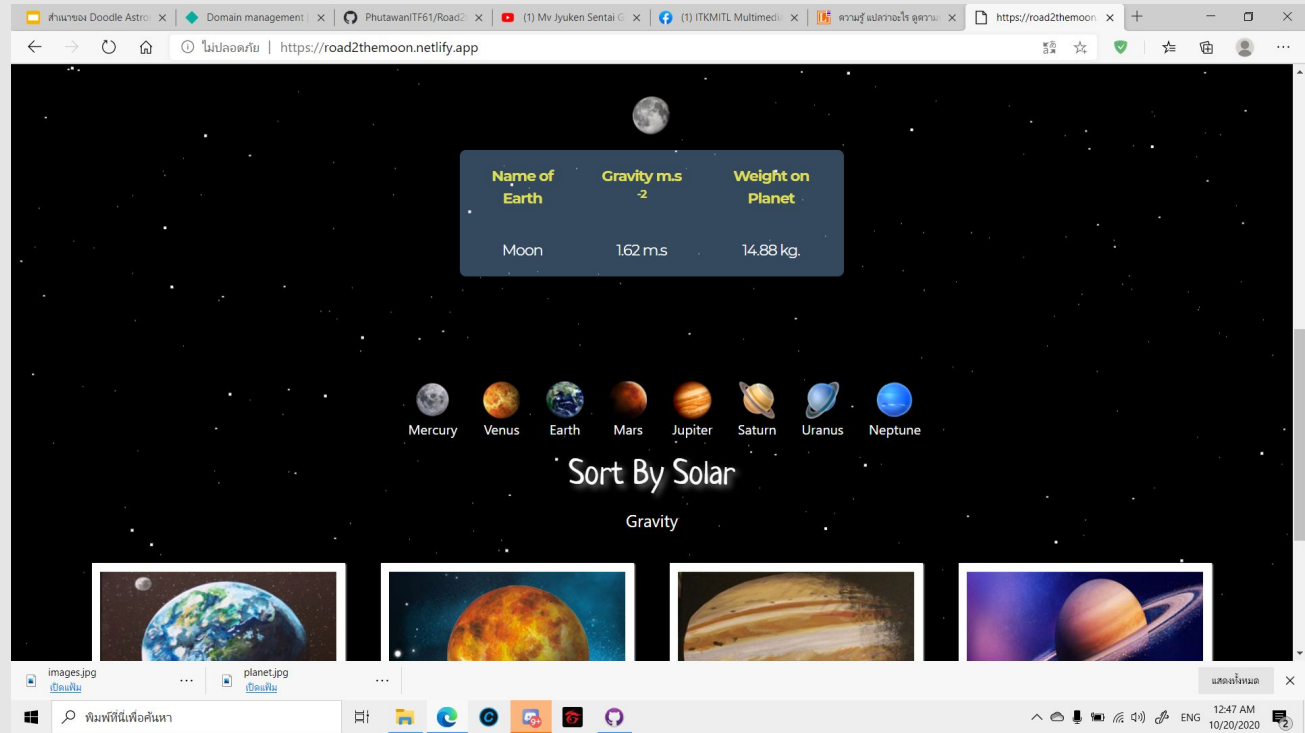 สำเนาของ Doodle Astro
Domain management |
PhutawanITF61/Road2
(1) Mv Jyuken Sentai G
(1) ITKMITL Multimedi
ความรู้ แปลว่าอะไร ดูความ
https://road2themoon.
ไม่ปลอดภัย | https://road2themoon.netlify.app
Name of Earth
Gravity m.s -2
Weight on Planet
Moon
1.62 m.s
14.88 kg.
Mercury
Venus
Earth
Mars
Jupiter
Saturn
Uranus
Neptune
Sort By Solar
Gravity
images.jpg
เปิดแฟ้ม
planet.jpg
เปิดแฟ้ม
แสดงทั้งหมด
พิมพ์ที่นี่เพื่อค้นหา
9+
ENG
12:47 AM
10/20/2020
2